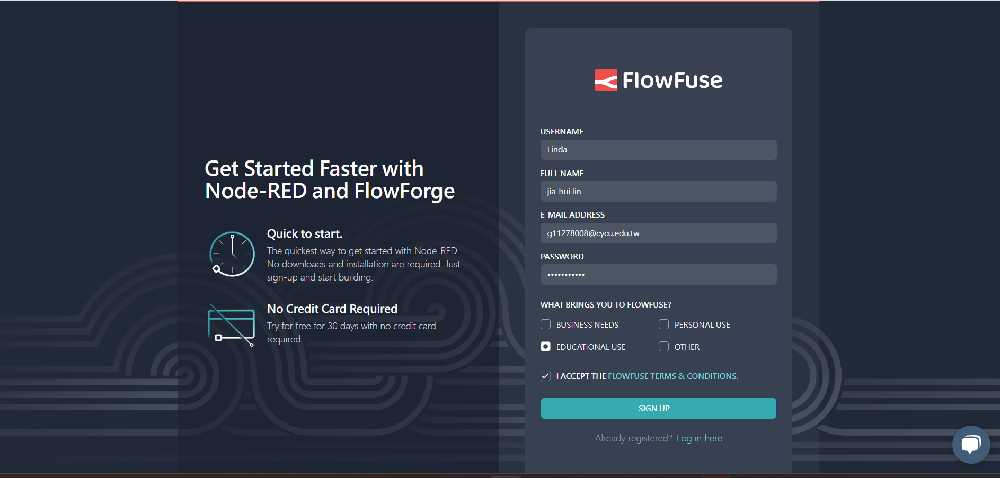 Get Started Faster with
Node-RED and FlowForge
Quick to start.
The quickest way to get started with Node-RED.
No downloads and installation are required. Just
sign-up and start building.
No Credit Card Required
Try for free for 30 days with no credit card
required.
FlowFuse
USERNAME
Linda
FULL NAME
jia-hui lin
E-MAIL ADDRESS
g11278008@cycu.edu.tw
PASSWORD
•••••••••••
WHAT BRINGS YOU TO FLOWFUSE?
BUSINESS NEEDS PERSONAL USE
EDUCATIONAL USE OTHER
I ACCEPT THE FLOWFUSE TERMS & CONDITIONS.
SIGN UP
Already registered? Log in here